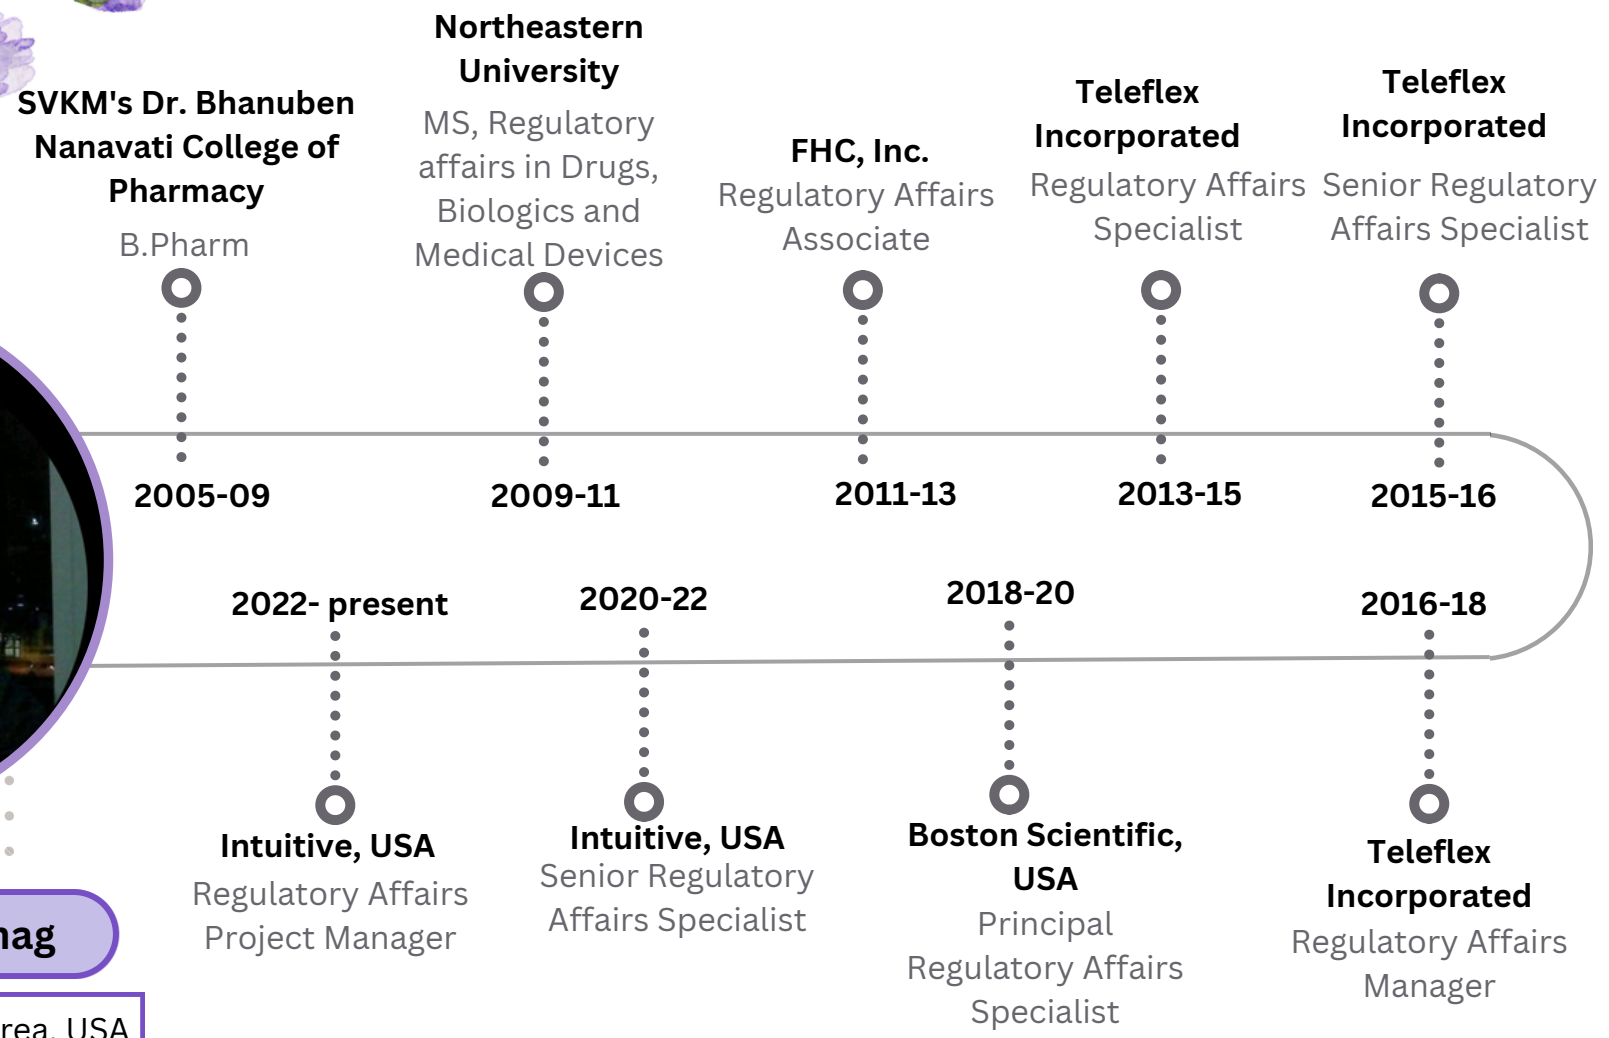 SVKM's Dr. Bhanuben
Nanavati College of
Pharmacy
B.Pharm
2005-09
Northeastern
University
MS, Regulatory
affairs in Drugs,
Biologics and
Medical Devices
2009-11
FHC, Inc.
Regulatory Affairs
Associate
2011-13
Teleflex
Incorporated
Regulatory Affairs
Specialist
2013-15
Teleflex
Incorporated
Senior Regulatory
Affairs Specialist
2015-16
2016-18
Teleflex
Incorporated
Regulatory Affairs
Manager
2018-20
Boston Scientific,
USA
Principal
Regulatory Affairs
Specialist
2020-22
Intuitive, USA
Senior Regulatory
Affairs Specialist
2022- present
Intuitive, USA
Regulatory Affairs
Project Manager
USA